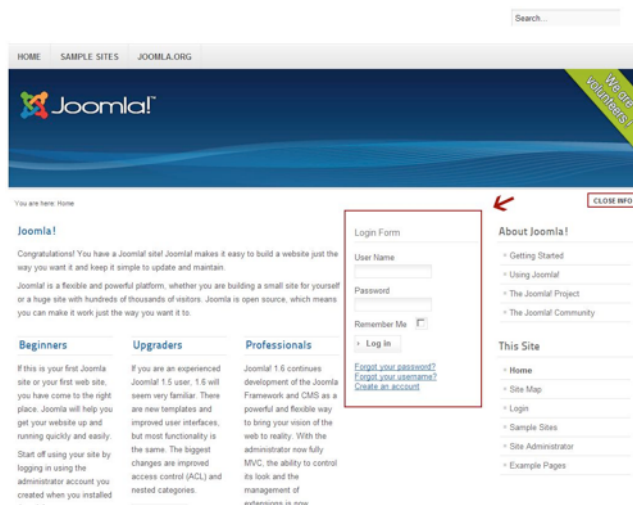 Search...
HOME SAMPLE SITES JOOMLA.ORG
Joomla!™
We are
volunteers!
You are here: Home
CLOSE INFO
Joomla!
Congratulations! You have a Joomla! site! Joomla! makes it easy to build a website just the
way you want it and keep it simple to update and maintain.
Joomla! is a flexible and powerful platform, whether you are building a small site for yourself
or a huge site with hundreds of thousands of visitors. Joomla is open source, which means
you can make it work just the way you want it to.
Beginners
If this is your first Joomla
site or your first web site,
you have come to the right
place. Joomla will help you
get your website up and
running quickly and easily.
Start off using your site by
logging in using the
administrator account you
created when you installed
Upgraders
If you are an experienced
Joomla! 1.5 user, 1.6 will
seem very familiar. There
are new templates and
improved user interfaces,
but most functionality is
the same. The biggest
changes are improved
access control (ACL) and
nested categories.
Professionals
Joomla! 1.6 continues
development of the Joomla
Framework and CMS as a
powerful and flexible way
to bring your vision of the
web to reality. With the
administrator now fully
MVC, the ability to control
its look and the
management of
extensions is now
Login Form
User Name
Password
Remember Me
Log in
Forgot your password?
Forgot your username?
Create an account
About Joomla!
Getting Started
Using Joomla!
The Joomla! Project
The Joomla! Community
This Site
Home
Site Map
Login
Sample Sites
Site Administrator
Example Pages